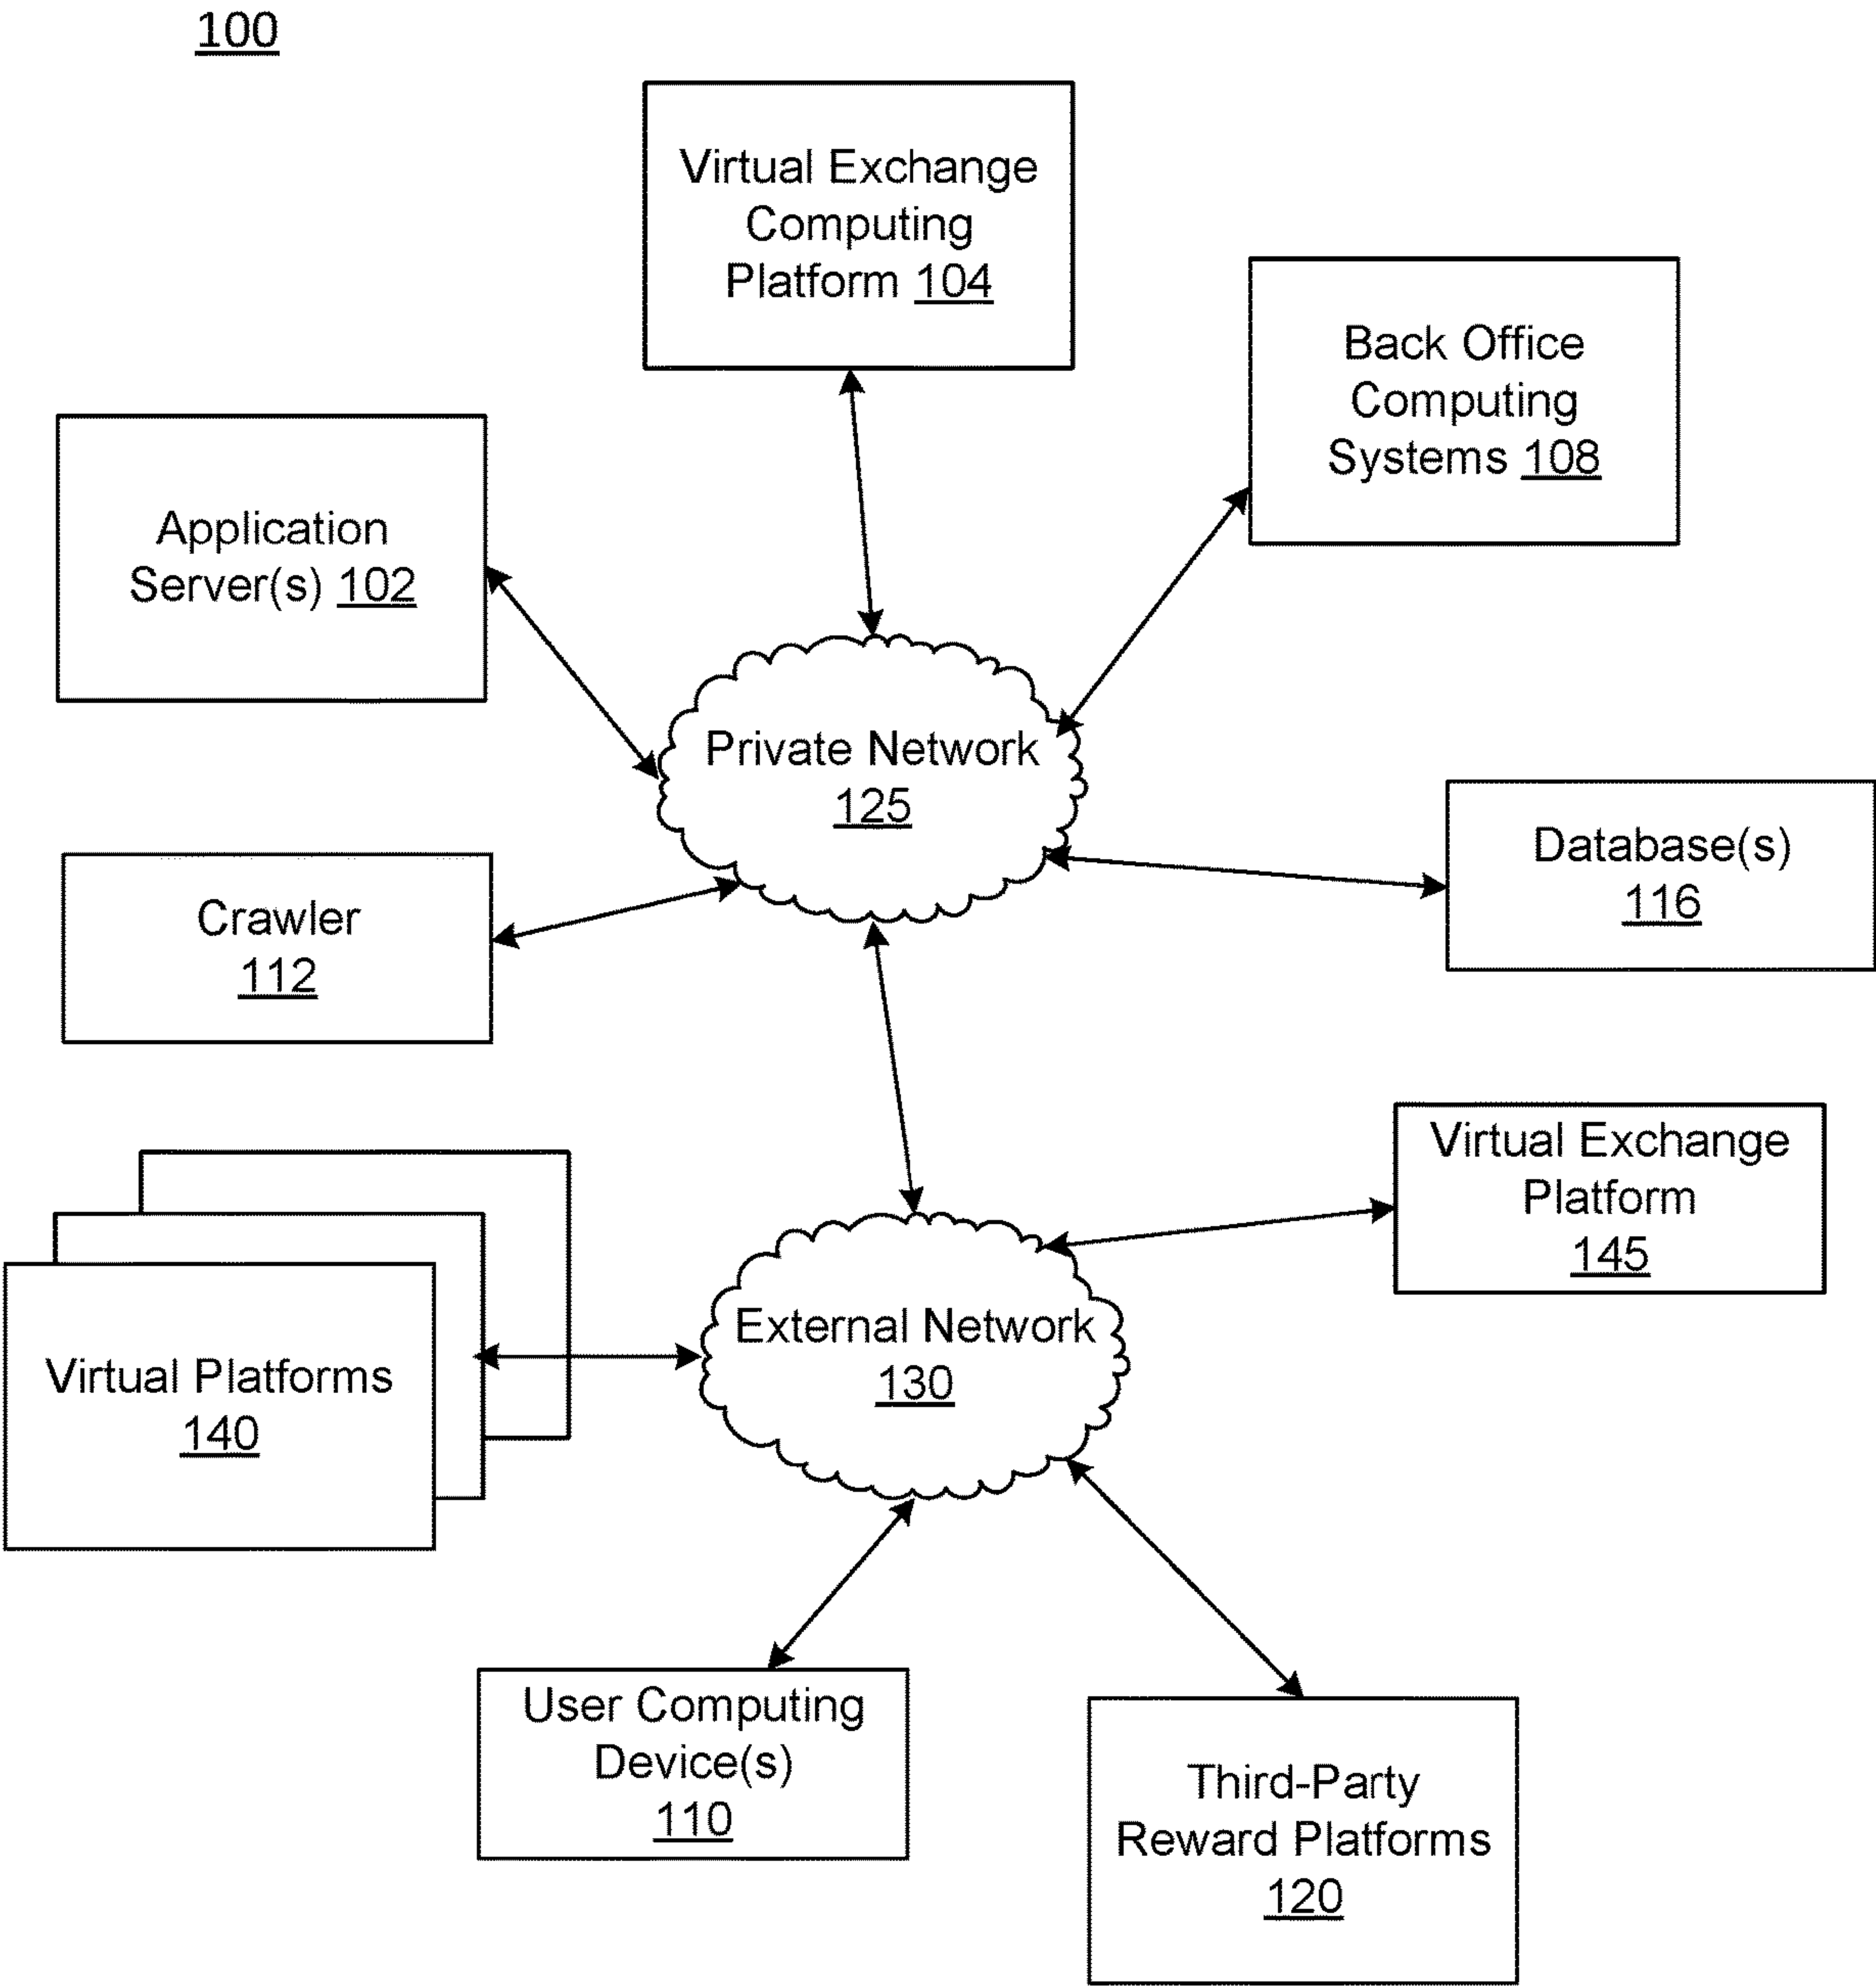 100
Virtual Exchange
Computing
Platform 104
Back Office
Computing
Systems 108
Application
Server(s) 102
Private Network
125
Database(s)
116
Crawler
112
Virtual Exchange
Platform
145
External Network
130
Virtual Platforms
140
User Computing
Device(s)
110
Third-Party
Reward Platforms
120